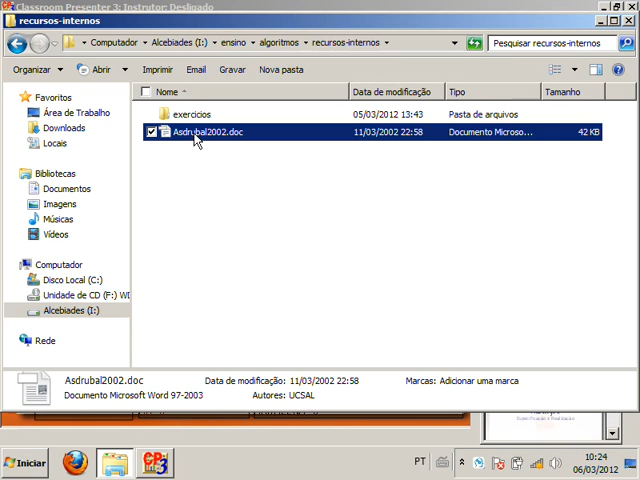 Classroom Presenter 3: Instrutor: Desligado
recursos-internos
Computador
Alcebiades (I:)
ensino
algoritmos
recursos-internos
Pesquisar recursos-internos
Organizar
Abrir
Imprimir
Email
Gravar
Nova pasta
Nome
Data de modificação
Tipo
Tamanho
exercicios
05/03/2012 13:43
Pasta de arquivos
Asdrubal2002.doc
11/03/2002 22:58
Documento Microso...
42 KB
Favoritos
Área de Trabalho
Downloads
Locais
Bibliotecas
Documentos
Imagens
Músicas
Vídeos
Computador
Disco Local (C:)
Unidade de CD (F:) WI
Alcebiades (I:)
Rede
Asdrubal2002.doc
Data de modificação: 11/03/2002 22:58
Marcas: Adicionar uma marca
Documento Microsoft Word 97-2003
Autores: UCSAL
Iniciar
PT
10:24
06/03/2012